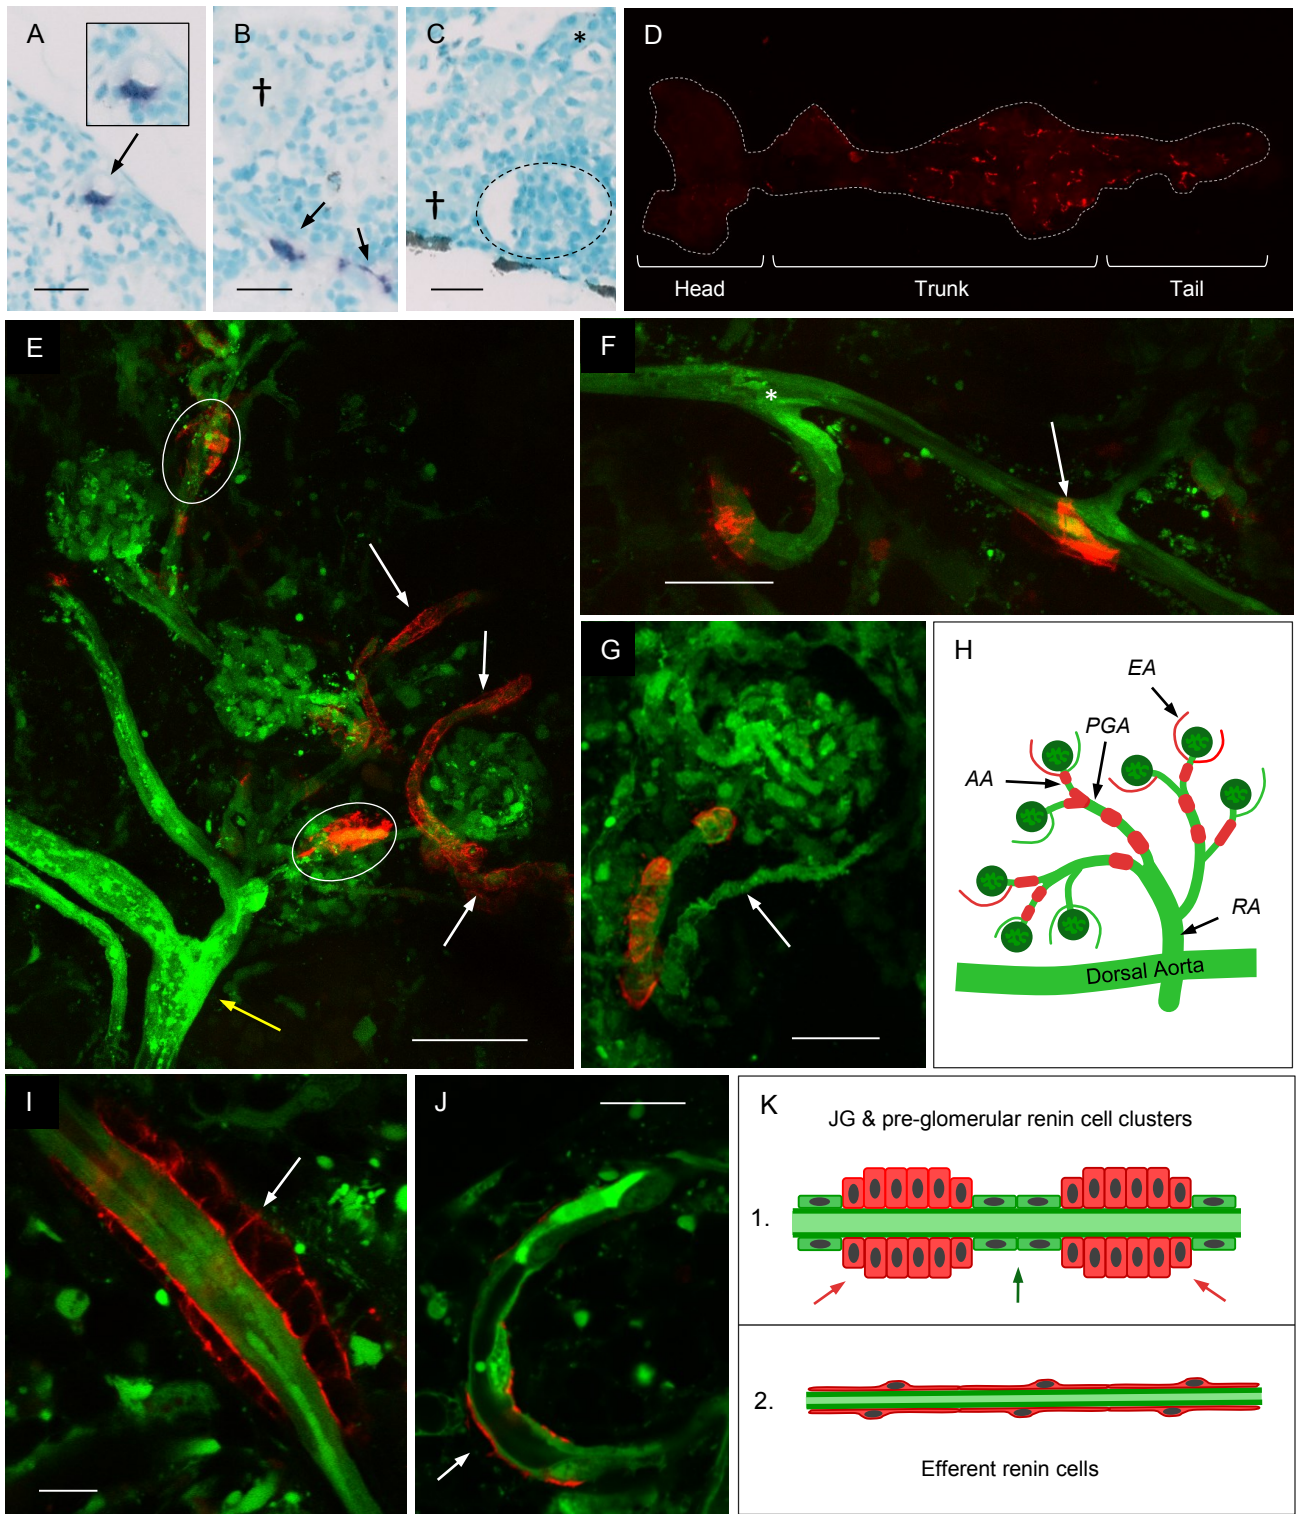 A
B
†
C
*
†
D
Head
Trunk
Tail
E
F
*
G
H
EA
PGA
AA
RA
Dorsal Aorta
I
J
K
JG & pre-glomerular renin cell clusters
1.
2.
Efferent renin cells